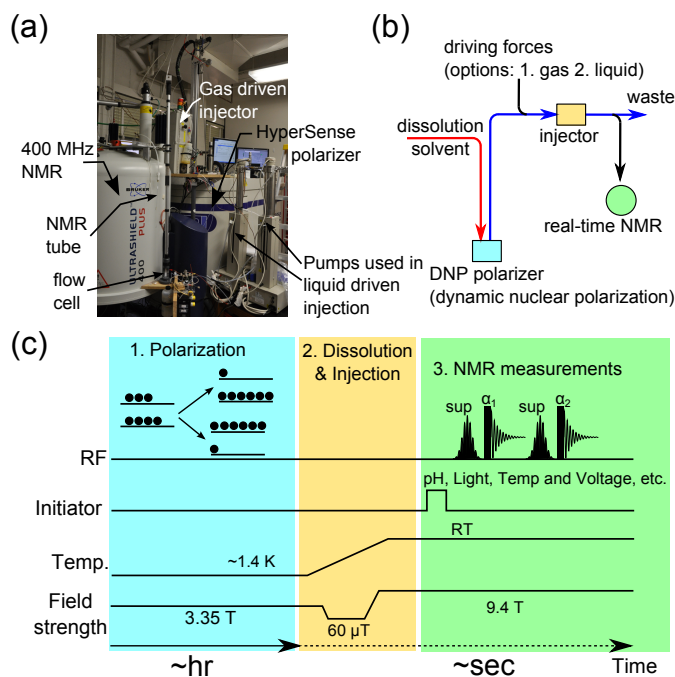 (a)
Gas driven
injector
HyperSense
polarizer
400 MHz
NMR
NMR
tube
flow
cell
Pumps used in
liquid driven
injection
BRUKER
ULTRASHIELD
400 PLUS
(b)
driving forces
(options: 1. gas 2. liquid)
waste
dissolution
solvent
injector
real-time NMR
DNP polarizer
(dynamic nuclear polarization)
(c)
1. Polarization
2. Dissolution
& Injection
3. NMR measurements
sup α1 sup α2
RF
pH, Light, Temp and Voltage, etc.
Initiator
RT
Temp.
~1.4 K
Field
strength
3.35 T
60 µT
9.4 T
~hr
~sec
Time